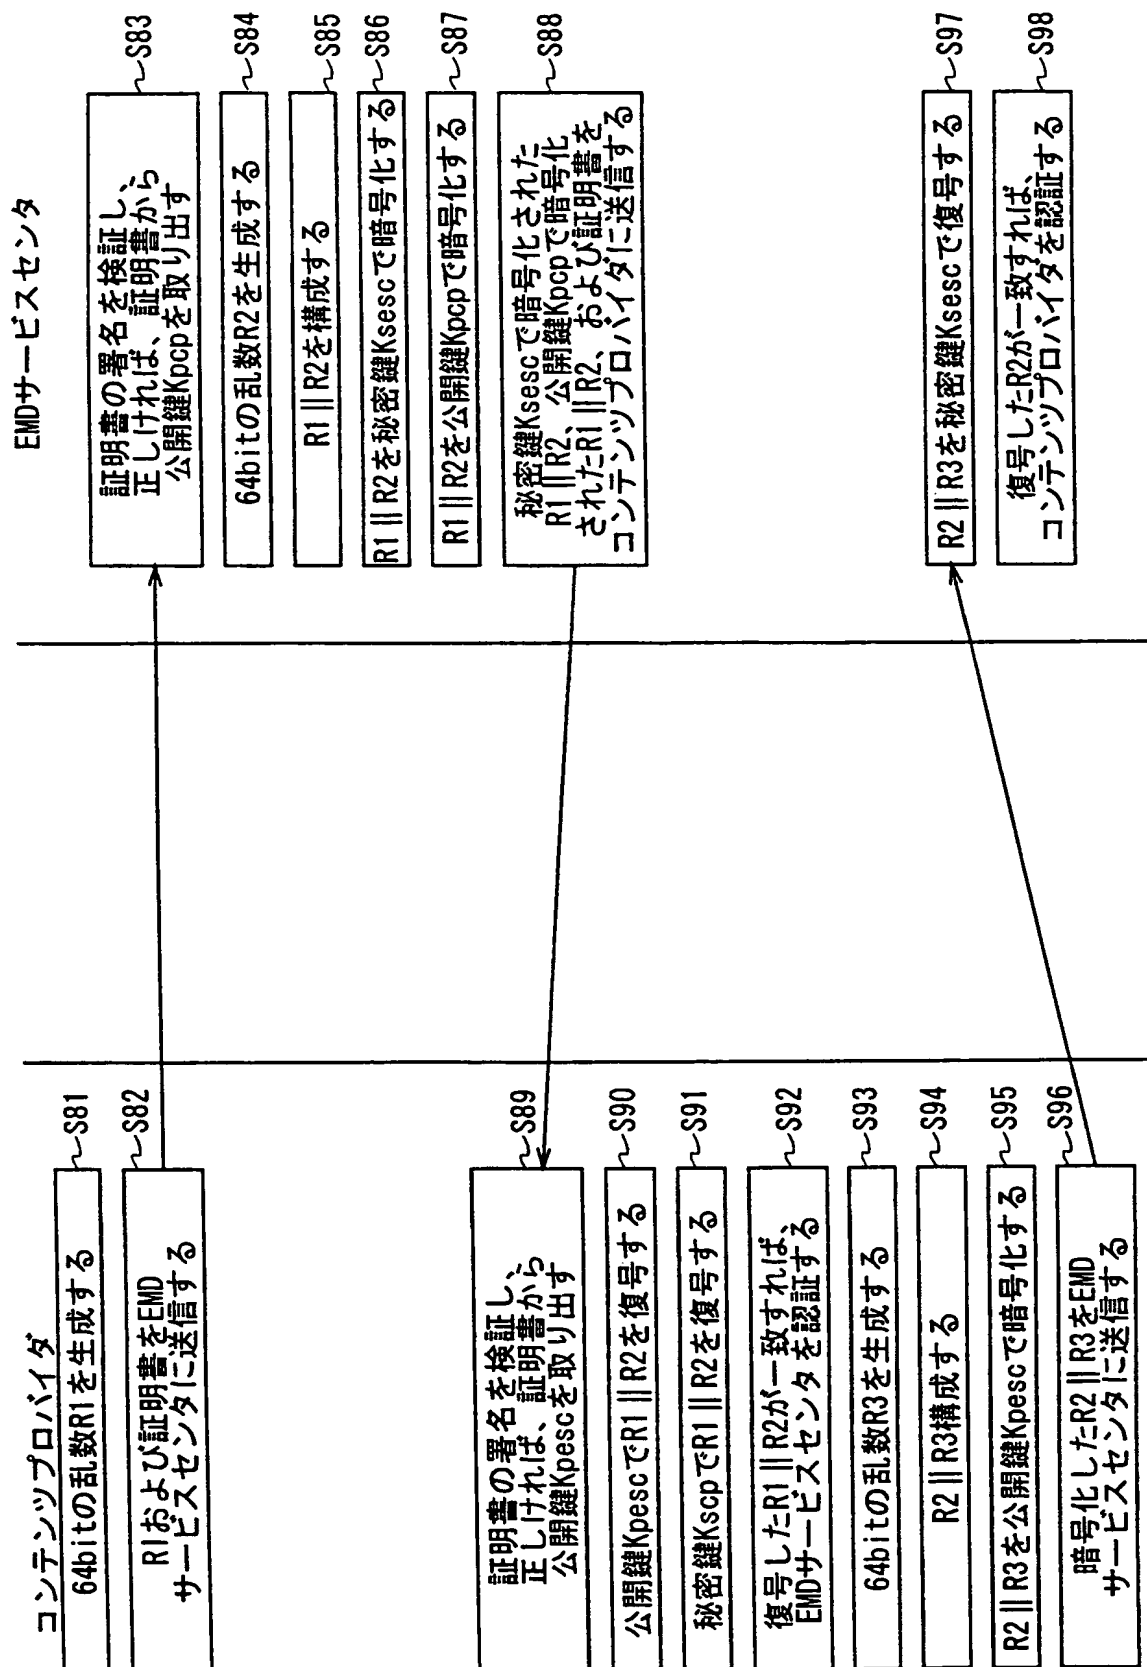 コンテンツプロバイダ
64bitの乱数R1を生成する
S81
R1および証明書をEMD
サービスセンタに送信する
S82
EMDサービスセンタ
証明書の署名を検証し、
正しければ、証明書から
公開鍵Kpcpを取り出す
S83
64bitの乱数R2を生成する
S84
R1||R2を構成する
S85
R1||R2を秘密鍵Ksescで暗号化する
S86
R1||R2を公開鍵Kpcpで暗号化する
S87
秘密鍵Ksescで暗号化された
R1||R2、公開鍵Kpcpで暗号化
されたR1||R2、および証明書を
コンテンツプロバイダに送信する
S88
証明書の署名を検証し、
正しければ、証明書から
公開鍵Kpescを取り出す
S89
公開鍵KpescでR1||R2を復号する
S90
秘密鍵KscpでR1||R2を復号する
S91
復号したR1||R2が一致すれば、
EMDサービスセンタを認証する
S92
64bitの乱数R3を生成する
S93
R2||R3構成する
S94
R2||R3を公開鍵Kpescで暗号化する
S95
暗号化したR2||R3をEMD
サービスセンタに送信する
S96
R2||R3を秘密鍵Ksescで復号する
S97
復号したR2が一致すれば、
コンテンツプロバイダを認証する
S98